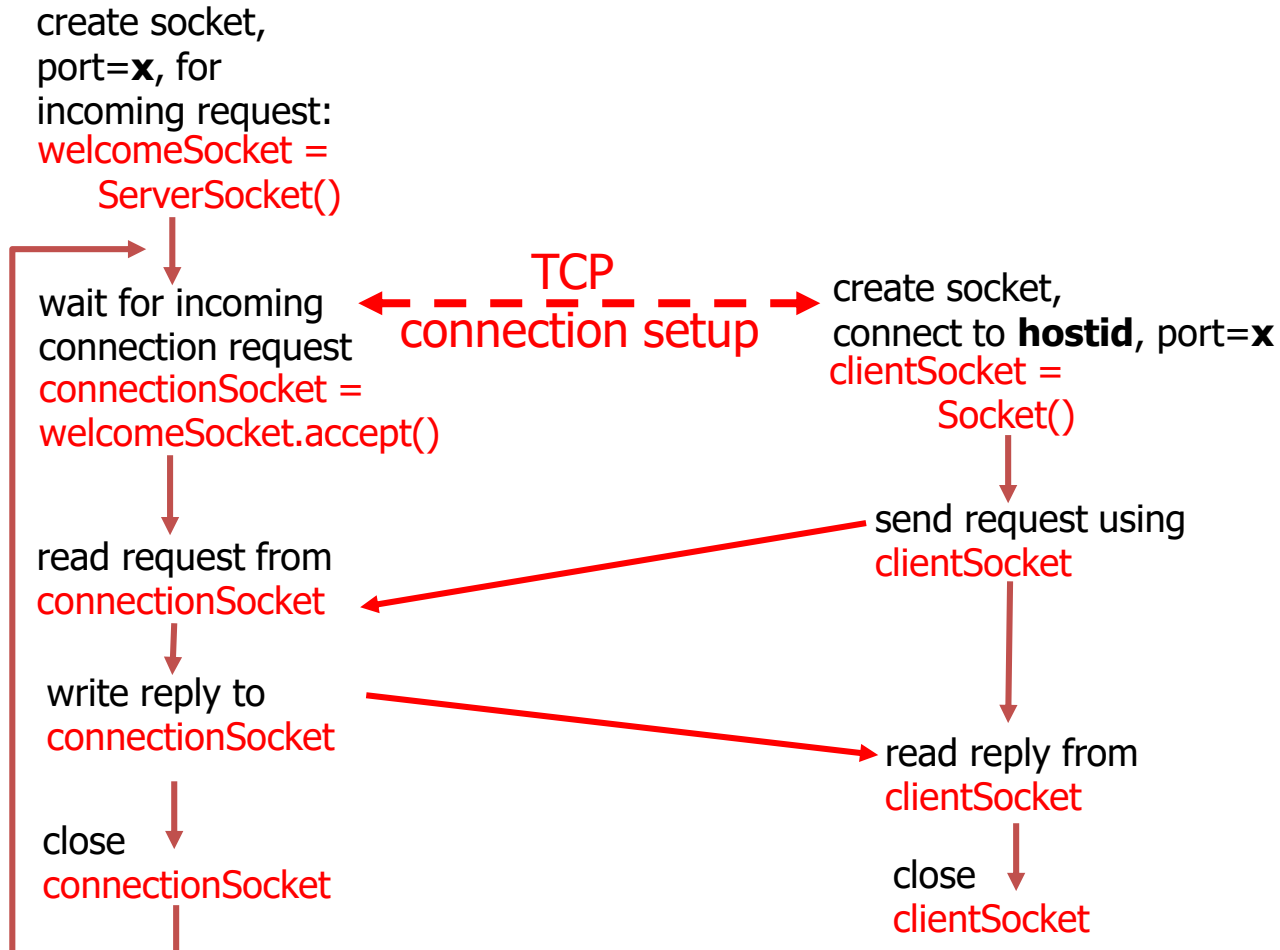 create socket,
port=x, for
incoming request:
welcomeSocket =
ServerSocket()
wait for incoming
connection request
connectionSocket =
welcomeSocket.accept()
read request from
connectionSocket
write reply to
connectionSocket
close
connectionSocket
TCP
connection setup
create socket,
connect to hostid, port=x
clientSocket =
Socket()
send request using
clientSocket
read reply from
clientSocket
close
clientSocket